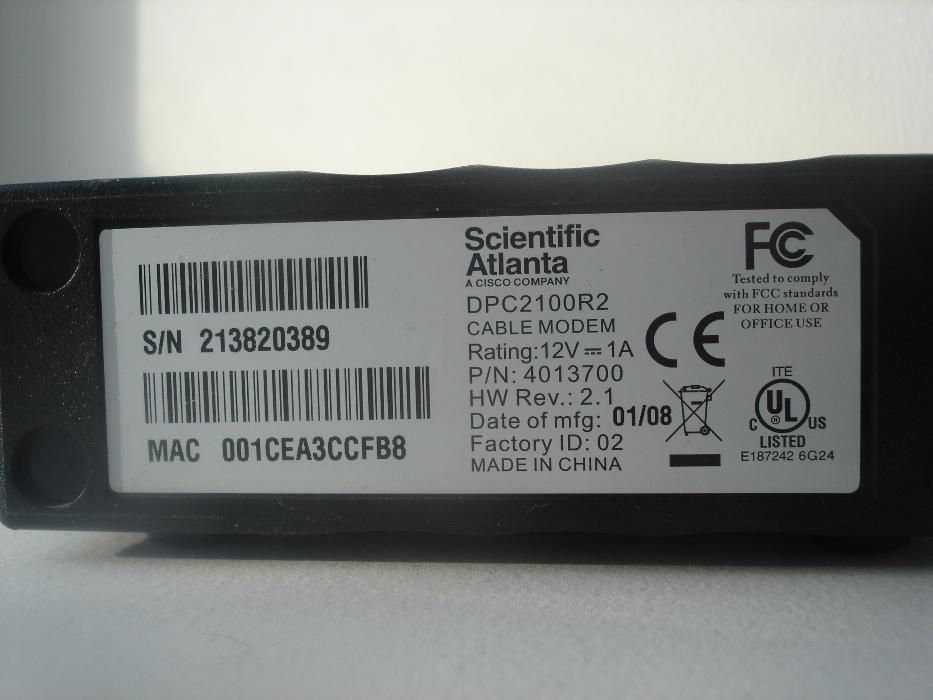 S/N 213820389
MAC 001CEA3CCFB8
Scientific
Atlanta
A CISCO COMPANY
DPC2100R2
CABLE MODEM
Rating:12V⎓1A
P/N: 4013700
HW Rev.: 2.1
Date of mfg: 01/08
Factory ID: 02
MADE IN CHINA
FC
Tested to comply
with FCC standards
FOR HOME OR
OFFICE USE
CE
ITE
C UL ® US
LISTED
E187242 6G24